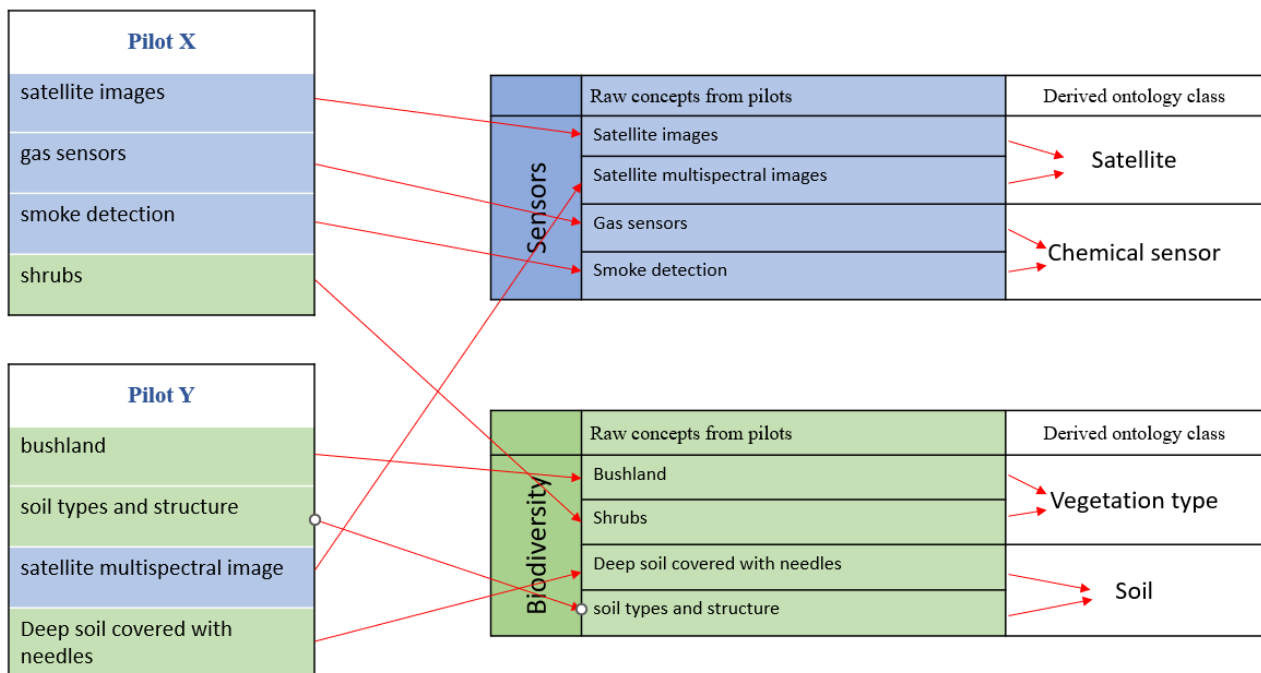 Pilot X
satellite images
gas sensors
smoke detection
shrubs
Pilot Y
bushland
soil types and structure
satellite multispectral image
Deep soil covered with
needles
Sensors
Raw concepts from pilots
Derived ontology class
Satellite images
Satellite multispectral images
Satellite
Gas sensors
Smoke detection
Chemical sensor
Biodiversity
Raw concepts from pilots
Derived ontology class
Bushland
Shrubs
Vegetation type
Deep soil covered with needles
soil types and structure
Soil